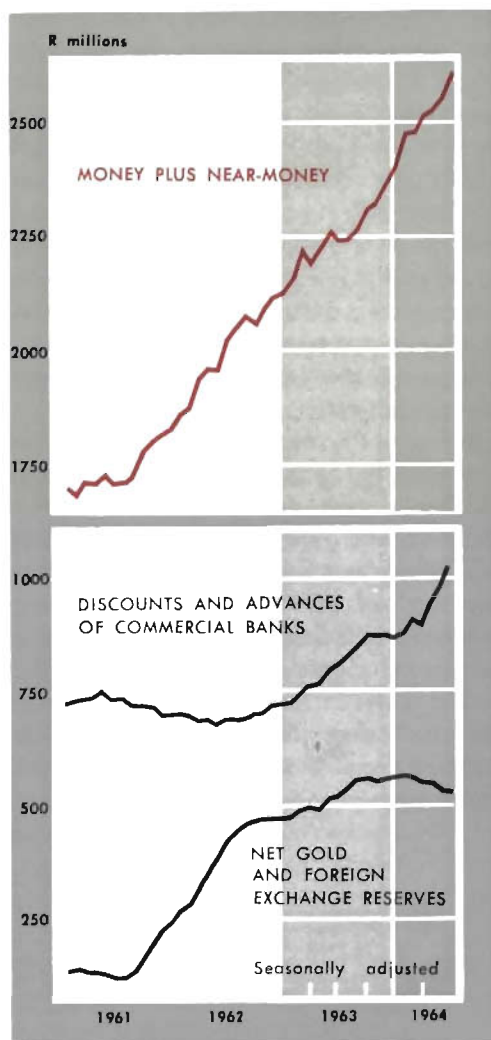 R millions
2500
MONEY PLUS NEAR-MONEY
2250
2000
1750
1000
DISCOUNTS AND ADVANCES
OF COMMERCIAL BANKS
750
500
NET GOLD
AND FOREIGN
EXCHANGE RESERVES
250
Seasonally adjusted
1961 1962 1963 1964